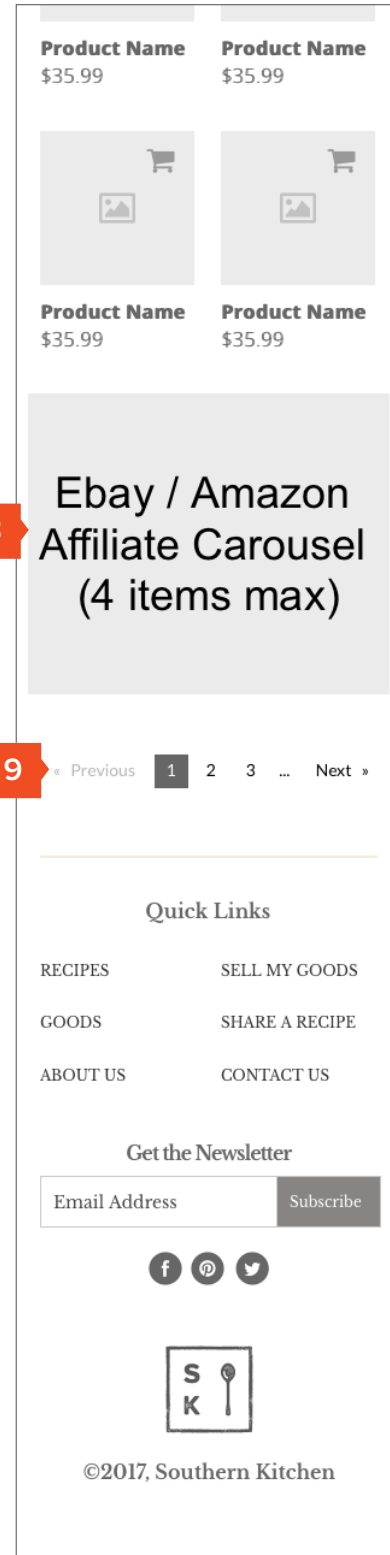 Product Name Product Name
$35.99 $35.99
Product Name Product Name
$35.99 $35.99
Ebay / Amazon
Affiliate Carousel
(4 items max)
9 « Previous 1 2 3 ... Next »
Quick Links
RECIPES SELL MY GOODS
GOODS SHARE A RECIPE
ABOUT US CONTACT US
Get the Newsletter
Email Address Subscribe
S
K
©2017, Southern Kitchen